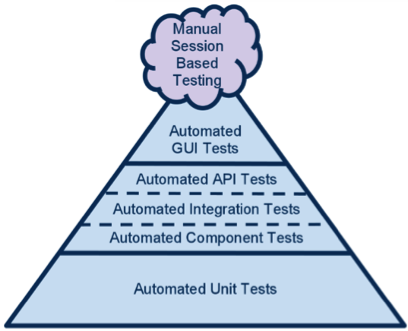 Manual
Session
Based
Testing
Automated
GUI Tests
Automated API Tests
Automated Integration Tests
Automated Component Tests
Automated Unit Tests